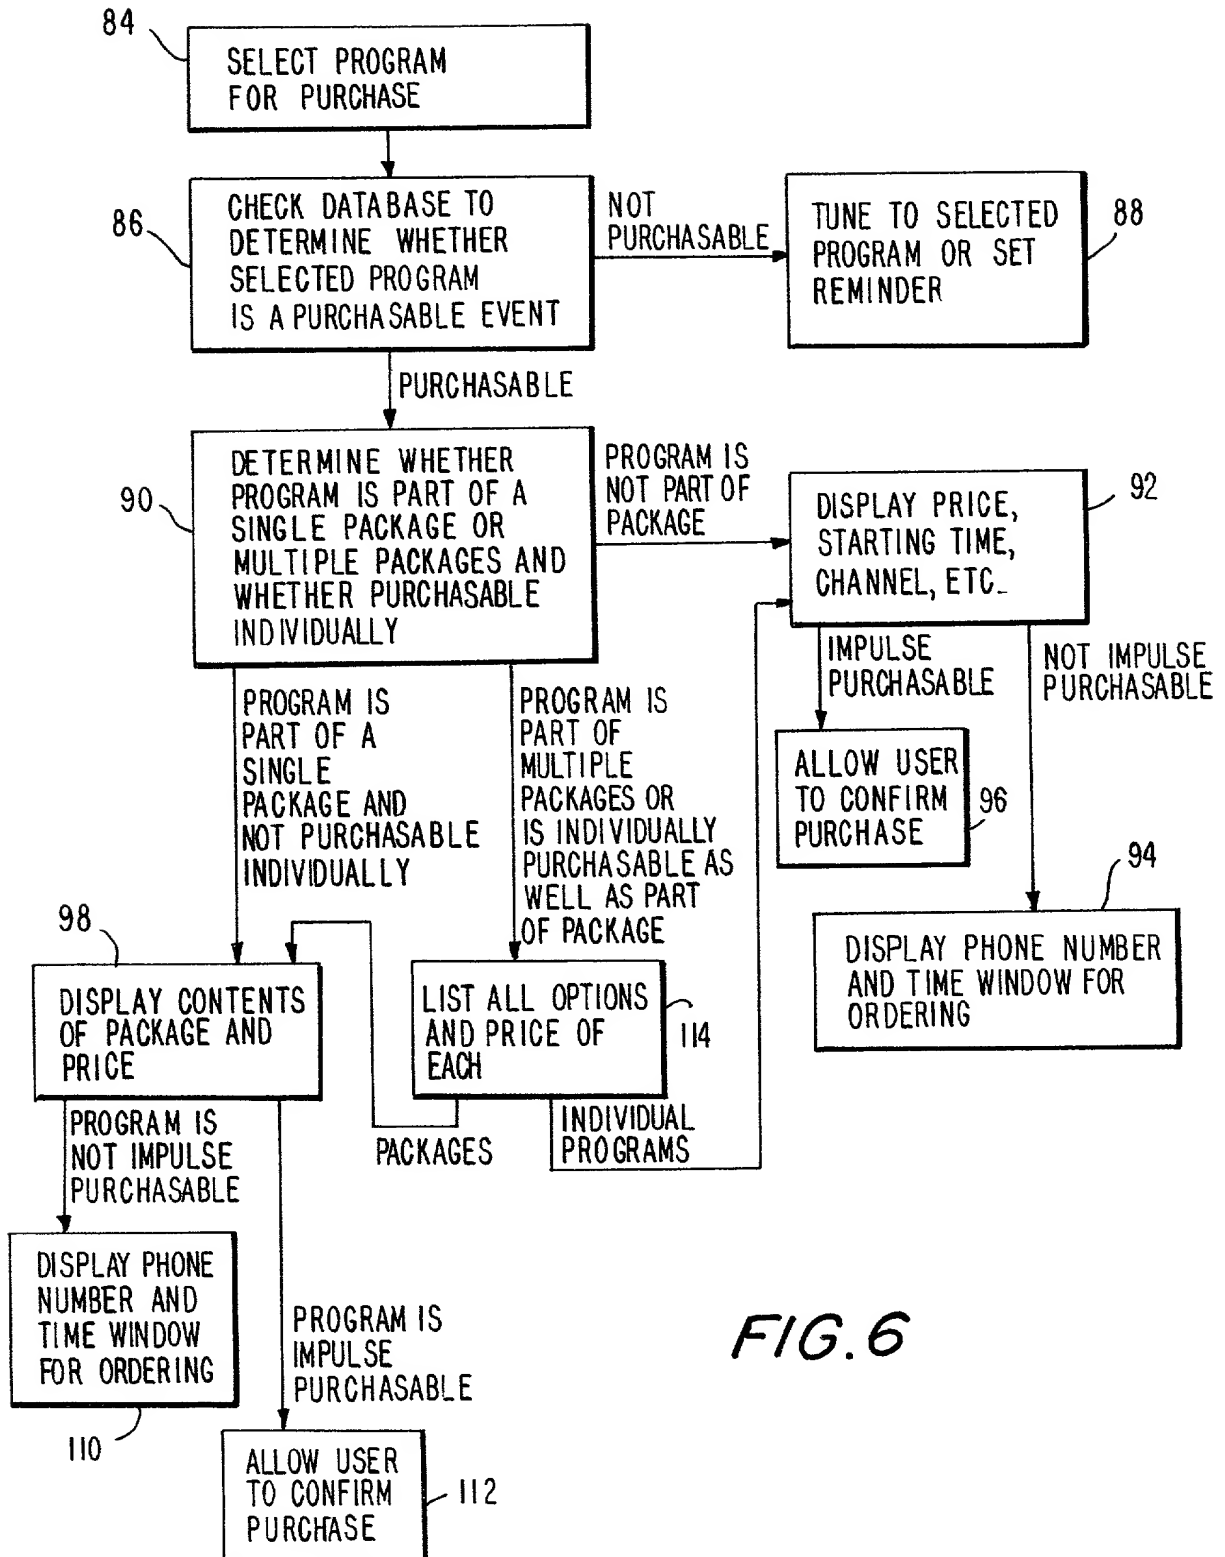 84
SELECT PROGRAM
FOR PURCHASE
86
CHECK DATABASE TO
DETERMINE WHETHER
SELECTED PROGRAM
IS A PURCHASABLE EVENT
NOT
PURCHASABLE
TUNE TO SELECTED
PROGRAM OR SET
REMINDER
88
PURCHASABLE
90
DETERMINE WHETHER
PROGRAM IS PART OF A
SINGLE PACKAGE OR
MULTIPLE PACKAGES AND
WHETHER PURCHASABLE
INDIVIDUALLY
PROGRAM IS
NOT PART OF
PACKAGE
DISPLAY PRICE,
STARTING TIME,
CHANNEL, ETC.
92
IMPULSE
PURCHASABLE
NOT IMPULSE
PURCHASABLE
PROGRAM IS
PART OF A
SINGLE
PACKAGE AND
NOT PURCHASABLE
INDIVIDUALLY
PROGRAM IS
PART OF
MULTIPLE
PACKAGES OR
IS INDIVIDUALLY
PURCHASABLE AS
WELL AS PART
OF PACKAGE
ALLOW USER
TO CONFIRM
PURCHASE
96
94
DISPLAY PHONE NUMBER
AND TIME WINDOW FOR
ORDERING
98
DISPLAY CONTENTS
OF PACKAGE AND
PRICE
LIST ALL OPTIONS
AND PRICE OF
EACH
114
PROGRAM IS
NOT IMPULSE
PURCHASABLE
PACKAGES
INDIVIDUAL
PROGRAMS
DISPLAY PHONE
NUMBER AND
TIME WINDOW
FOR ORDERING
110
PROGRAM IS
IMPULSE
PURCHASABLE
ALLOW USER
TO CONFIRM
PURCHASE
112
FIG.6